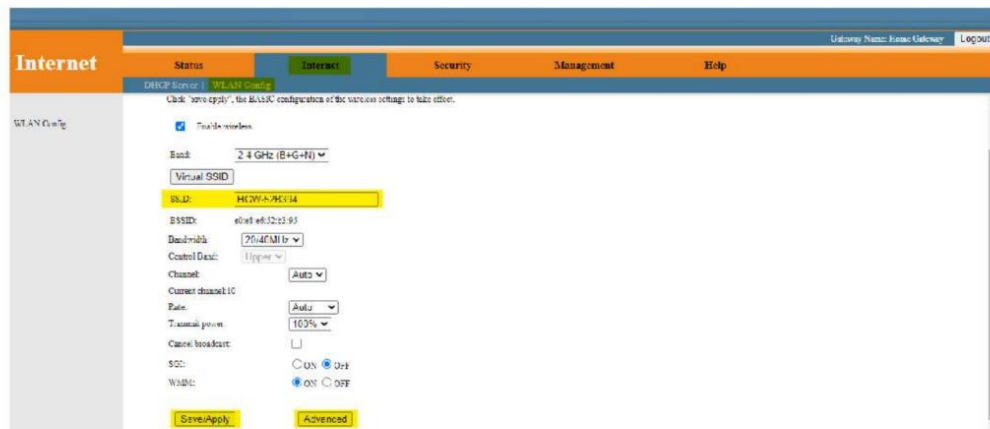 Gateway Name: Home Gateway Logout
Internet
Status Internet Security Management Help
DHCP Server | WLAN Config
Click "save/apply", the BASIC configuration of the wireless settings to take effect.
WLAN Config
Enable wireless
Band: 2.4 GHz (B+G+N)
Virtual SSID
SSID:
BSSID:
Bandwidth: 20/40MHz
Control Band: Upper
Channel: Auto
Current channel:10
Rate: Auto
Transmit power: 100%
Cancel broadcast:
SGI: ON OFF
WMM: ON OFF
Save/Apply Advanced